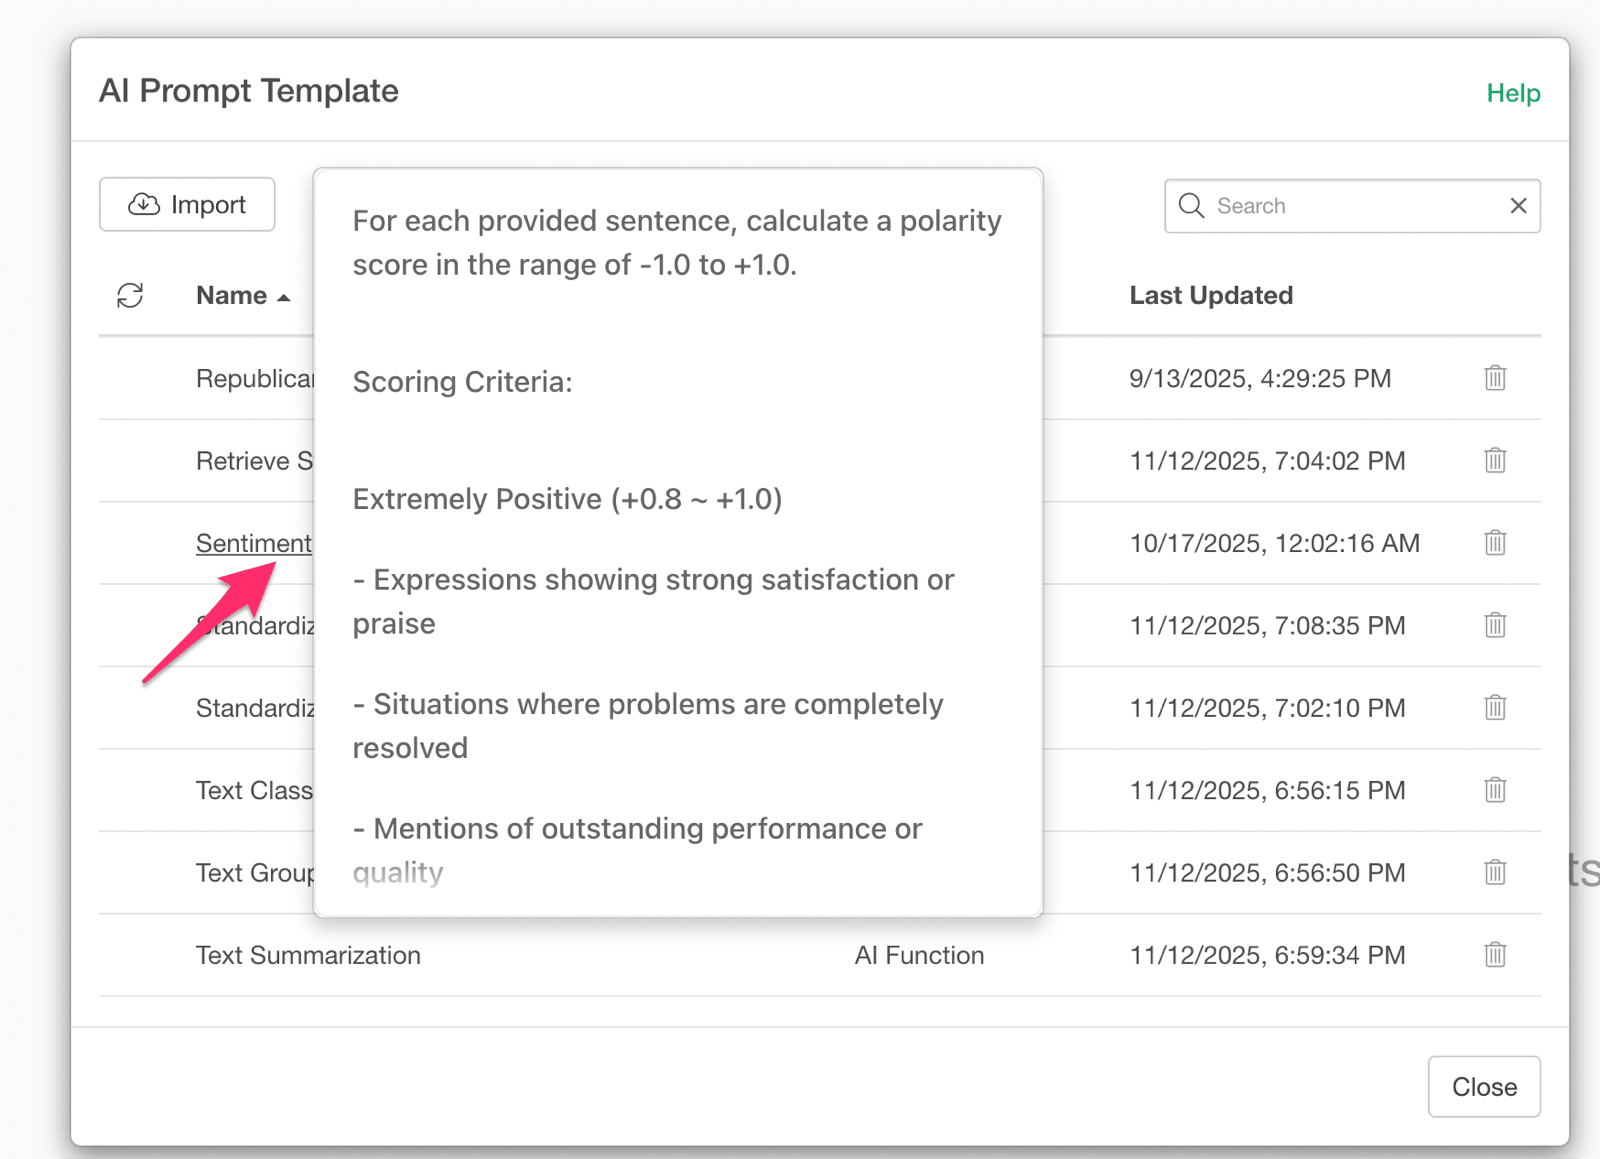 AI Prompt Template
Help
Import
Search
Name
Last Updated
For each provided sentence, calculate a polarity
score in the range of -1.0 to +1.0.
Scoring Criteria:
Extremely Positive (+0.8 ~ +1.0)
- Expressions showing strong satisfaction or
praise
- Situations where problems are completely
resolved
- Mentions of outstanding performance or
quality
Republican 9/13/2025, 4:29:25 PM
Retrieve S 11/12/2025, 7:04:02 PM
Sentiment 10/17/2025, 12:02:16 AM
Standardiz 11/12/2025, 7:08:35 PM
Standardiz 11/12/2025, 7:02:10 PM
Text Class 11/12/2025, 6:56:15 PM
Text Group 11/12/2025, 6:56:50 PM
Text Summarization AI Function 11/12/2025, 6:59:34 PM
ts
Close